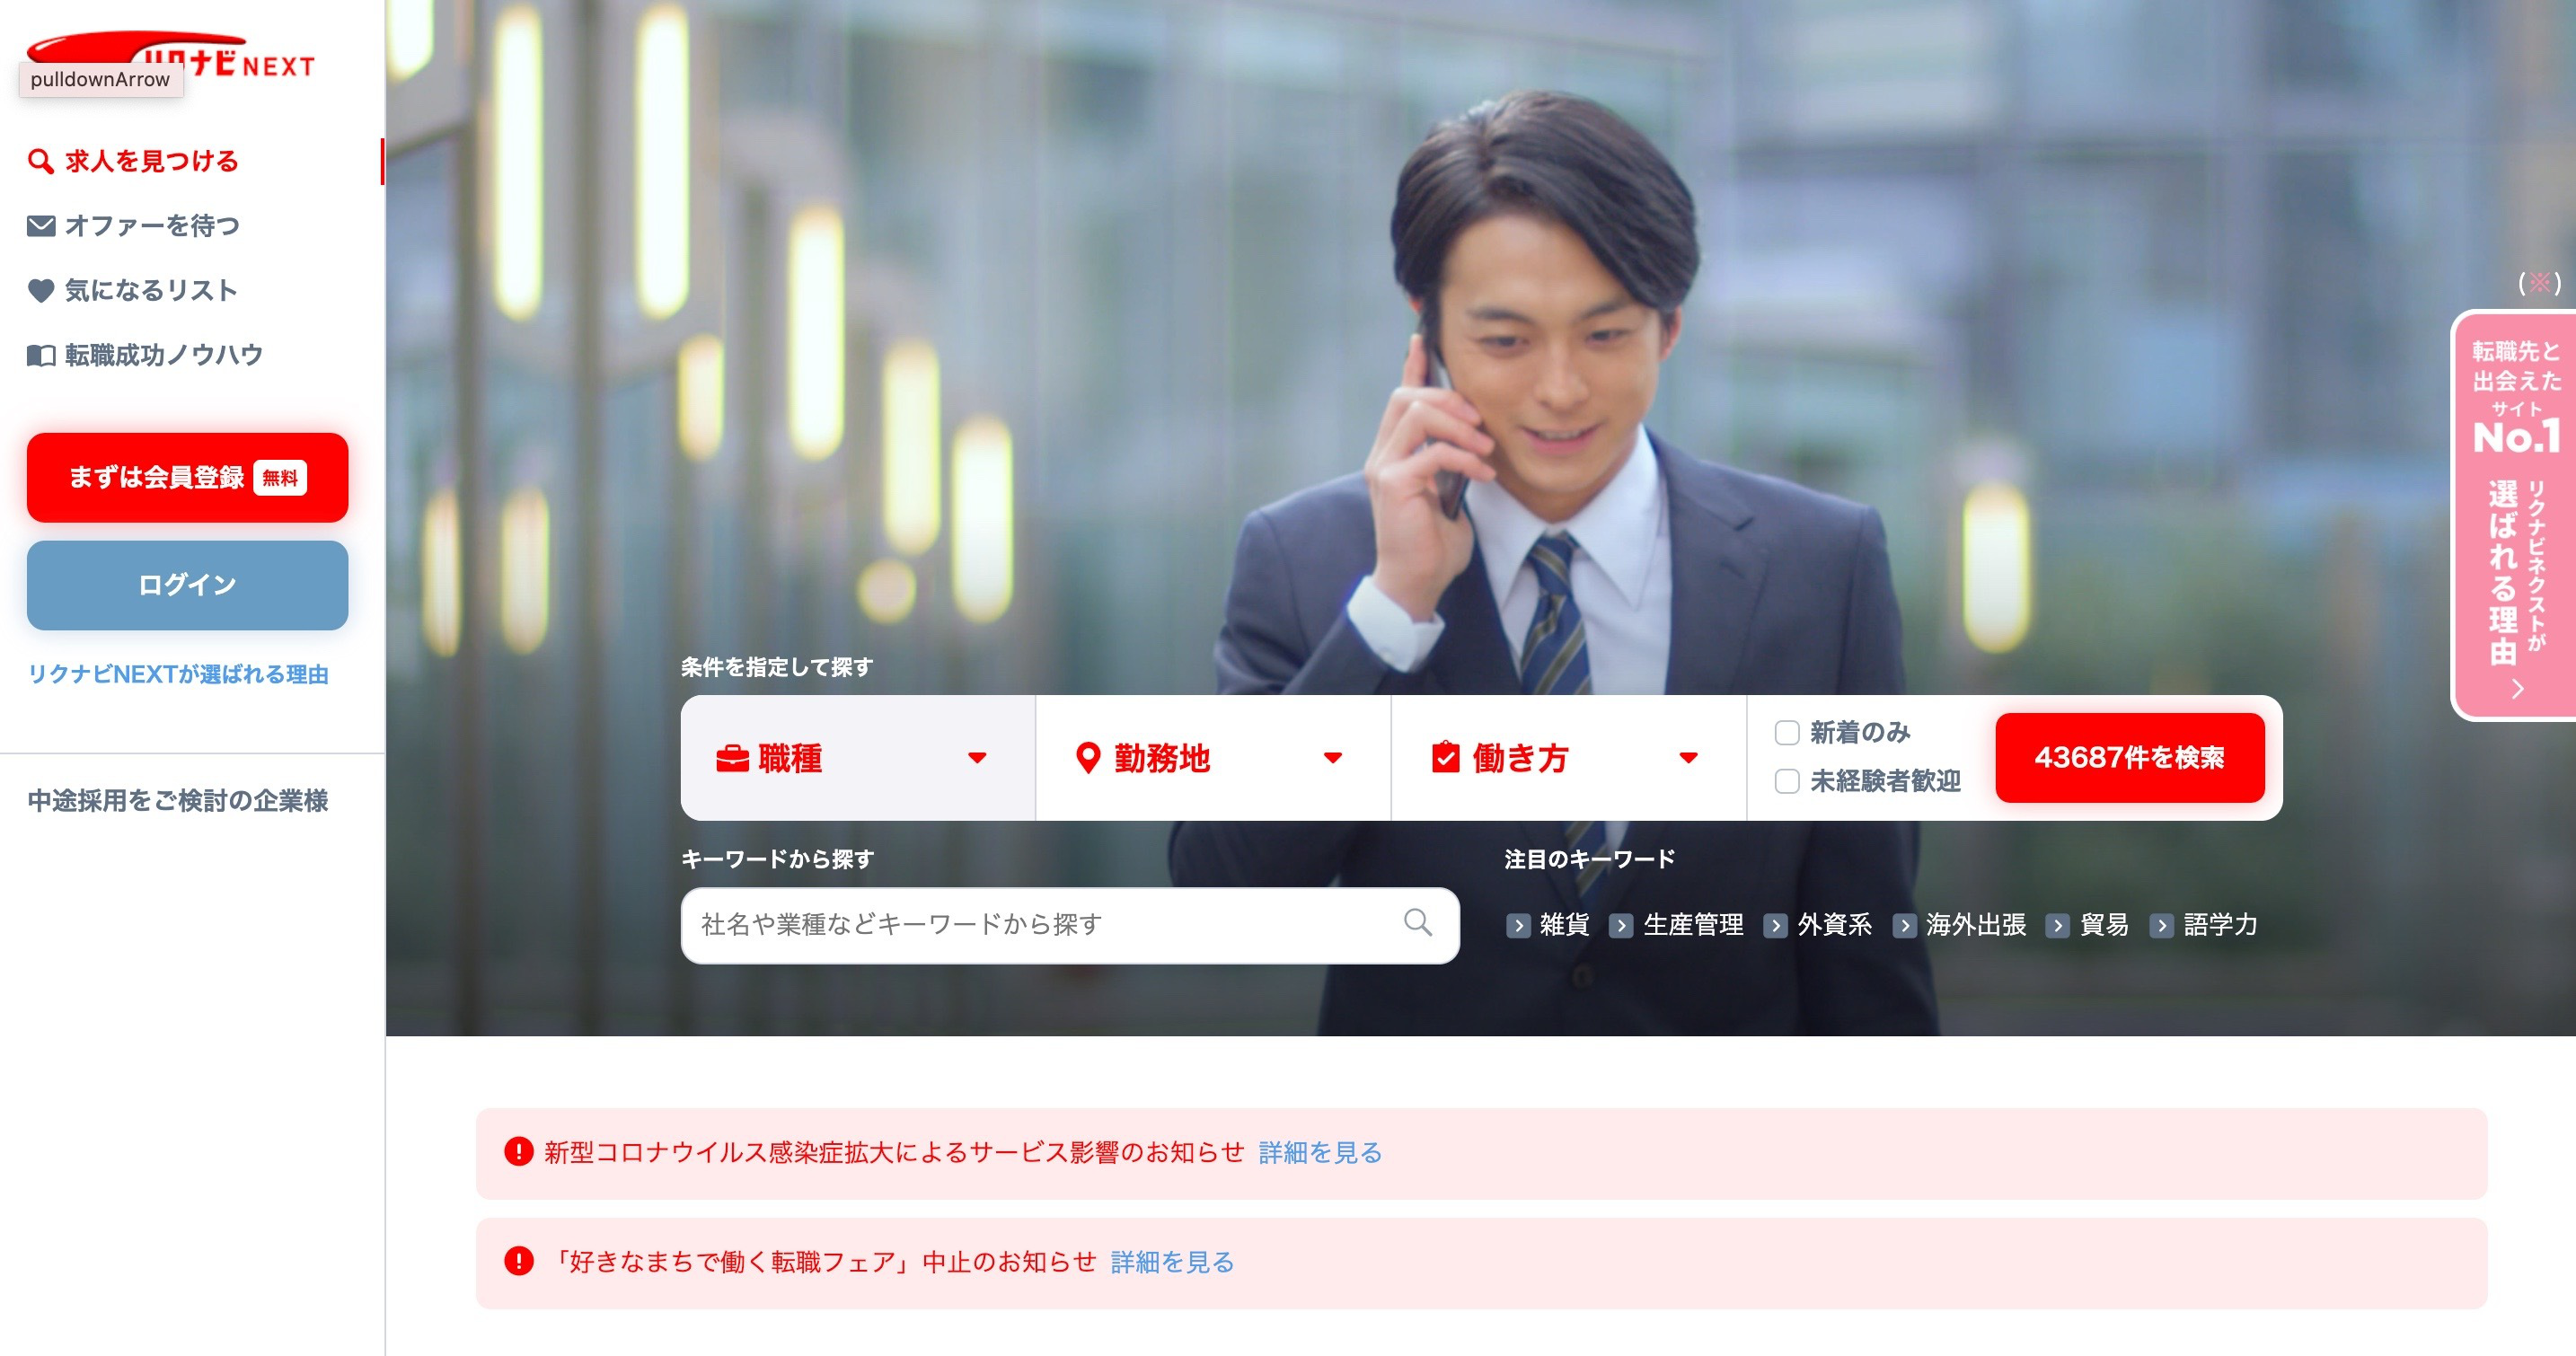 リクナビNEXT
pulldownArrow
求人を見つける
オファーを待つ
気になるリスト
転職成功ノウハウ
まずは会員登録 無料
ログイン
リクナビNEXTが選ばれる理由
中途採用をご検討の企業様
(※)
転職先と
出会えた
サイト
No.1
リクナビネクストが
選ばれる理由
条件を指定して探す
職種
勤務地
働き方
新着のみ
未経験者歓迎
43687件を検索
キーワードから探す
社名や業種などキーワードから探す
注目のキーワード
雑貨 生産管理 外資系 海外出張 貿易 語学力
新型コロナウイルス感染症拡大によるサービス影響のお知らせ 詳細を見る
「好きなまちで働く転職フェア」中止のお知らせ 詳細を見る